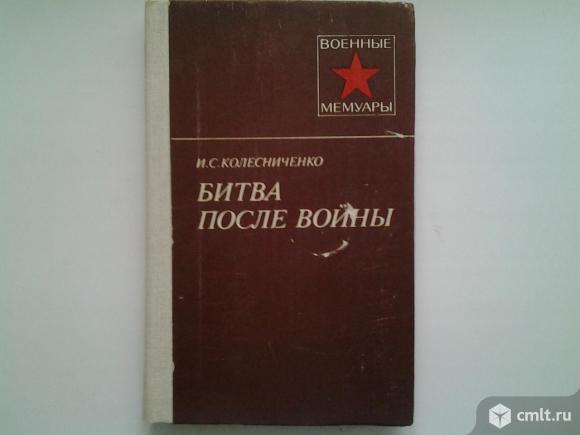 ВОЕННЫЕ
МЕМУАРЫ
И.С.КОЛЕСНИЧЕНКО
БИТВА
ПОСЛЕ ВОЙНЫ
cmlt.ru